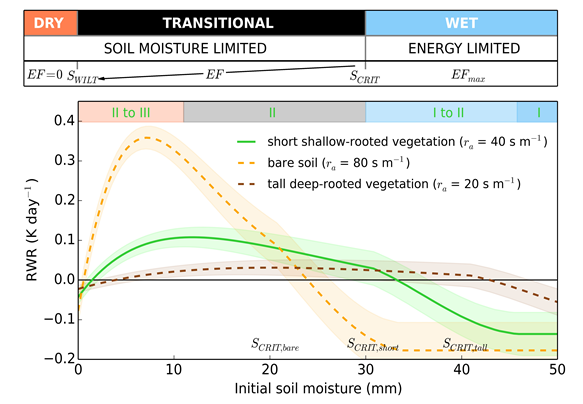 DRY TRANSITIONAL WET
SOIL MOISTURE LIMITED ENERGY LIMITED
EF=0 S_WILT EF S_CRIT EF_max
II to III II I to II I
short shallow-rooted vegetation (r_a = 40 s m⁻¹)
bare soil (r_a = 80 s m⁻¹)
tall deep-rooted vegetation (r_a = 20 s m⁻¹)
RWR (K day⁻¹)
0.4
0.3
0.2
0.1
0.0
−0.1
−0.2
S_CRIT,bare S_CRIT,short S_CRIT,tall
0 10 20 30 40 50
Initial soil moisture (mm)